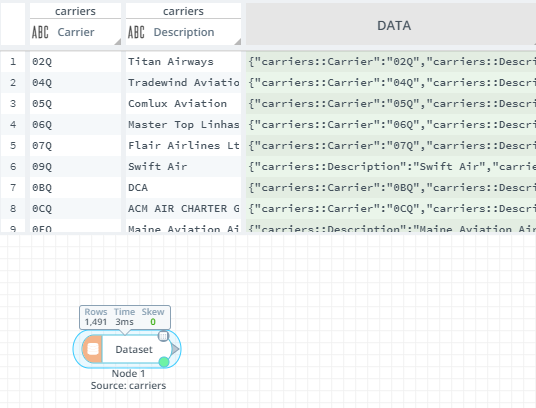 carriers carriers DATA
ABC Carrier ABC Description
1 02Q Titan Airways {"carriers::Carrier":"02Q","carriers::Descri
2 04Q Tradewind Aviatio {"carriers::Carrier":"04Q","carriers::Descri
3 05Q Comlux Aviation {"carriers::Carrier":"05Q","carriers::Descri
4 06Q Master Top Linhas {"carriers::Carrier":"06Q","carriers::Descri
5 07Q Flair Airlines Lt {"carriers::Carrier":"07Q","carriers::Descri
6 09Q Swift Air {"carriers::Description":"Swift Air","carrie
7 0BQ DCA {"carriers::Carrier":"0BQ","carriers::Descri
8 0CQ ACM AIR CHARTER G {"carriers::Carrier":"0CQ","carriers::Descri
9 0FQ Maine Aviation Ai {"carriers::Description":"Maine Aviation Air
Rows Time Skew
1,491 3ms 0
Dataset
Node 1
Source: carriers